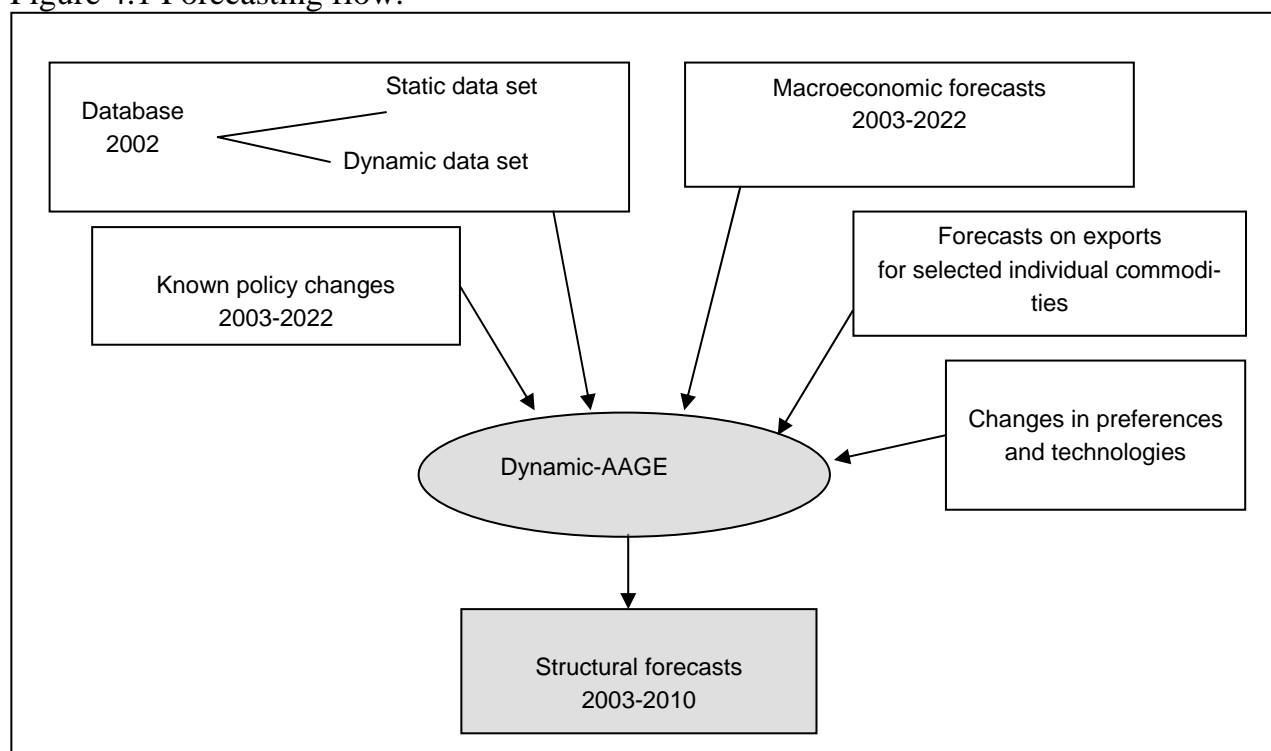 Figure 4.1 Forecasting flow.
Static data set
Database
2002
Dynamic data set
Macroeconomic forecasts
2003-2022
Known policy changes
2003-2022
Forecasts on exports
for selected individual commodi-
ties
Changes in preferences
and technologies
Dynamic-AAGE
Structural forecasts
2003-2010